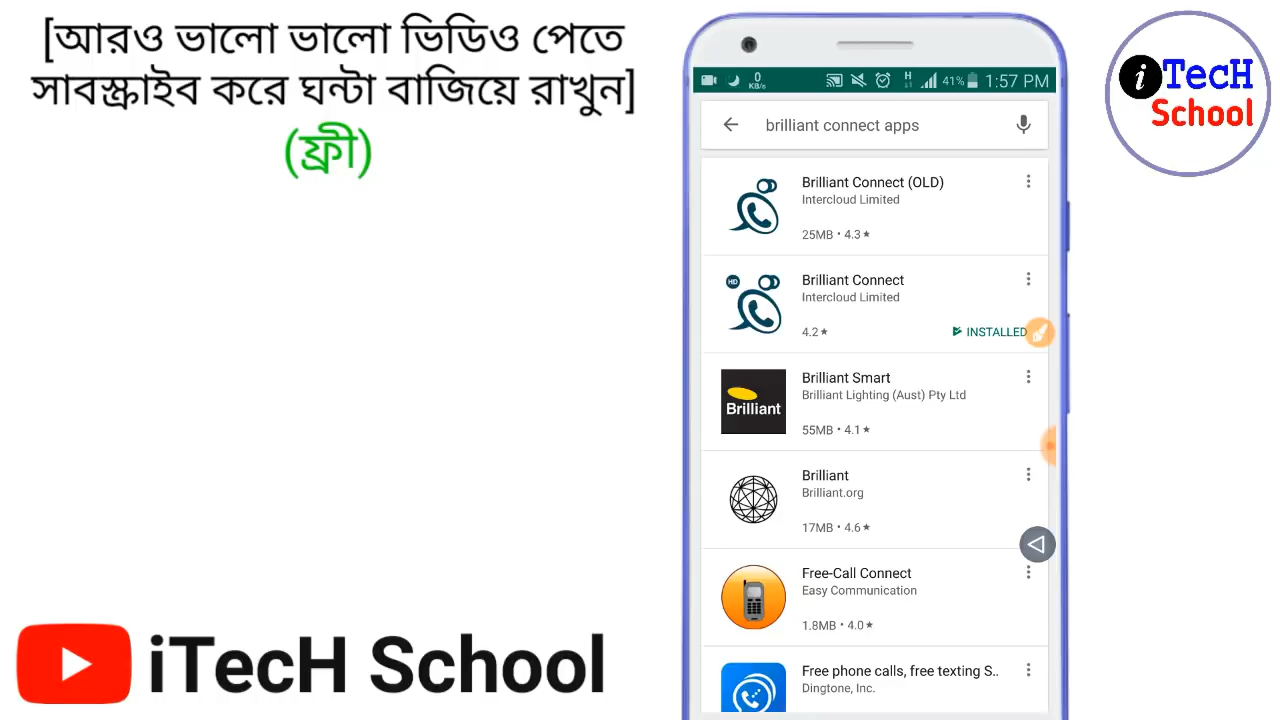 [আরও ভালো ভালো ভিডিও পেতে
সাবস্ক্রাইব করে ঘন্টা বাজিয়ে রাখুন]
(ফ্রী)
iTecH School
0
KB/s
H
41%
1:57 PM
brilliant connect apps
Brilliant Connect (OLD)
Intercloud Limited
25MB • 4.3★
HD
Brilliant Connect
Intercloud Limited
4.2★
INSTALLED
Brilliant
Brilliant Smart
Brilliant Lighting (Aust) Pty Ltd
55MB • 4.1★
Brilliant
Brilliant.org
17MB • 4.6★
Free-Call Connect
Easy Communication
1.8MB • 4.0★
Free phone calls, free texting S..
Dingtone, Inc.
iTecH
School